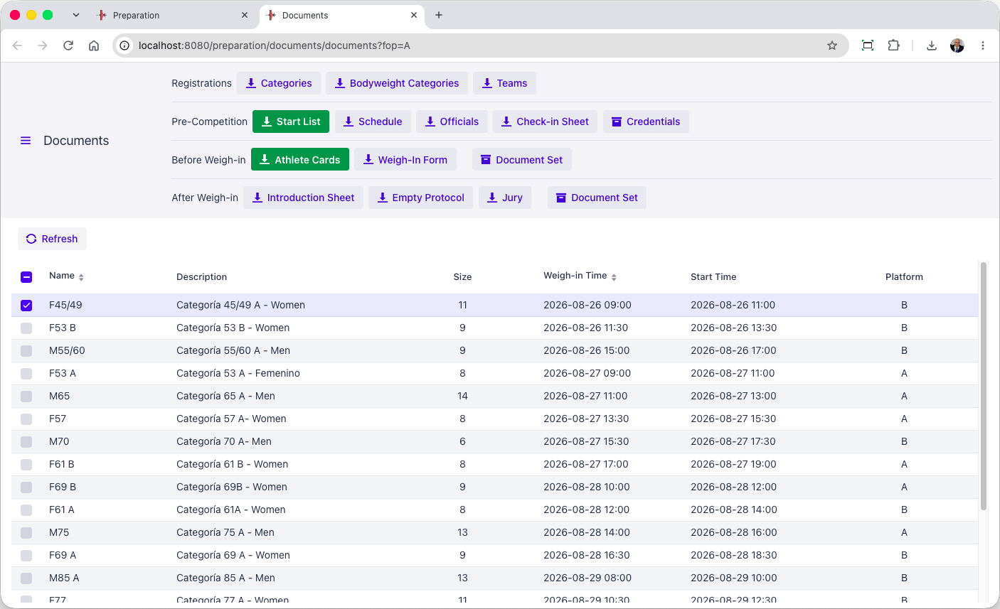 Preparation
Documents
localhost:8080/preparation/documents/documents?fop=A
Registrations Categories Bodyweight Categories Teams
Pre-Competition Start List Schedule Officials Check-in Sheet Credentials
Documents
Before Weigh-in Athlete Cards Weigh-In Form Document Set
After Weigh-in Introduction Sheet Empty Protocol Jury Document Set
Refresh
Name Description Size Weigh-in Time Start Time Platform
F45/49 Categoría 45/49 A - Women 11 2026-08-26 09:00 2026-08-26 11:00 B
F53 B Categoría 53 B - Women 9 2026-08-26 11:30 2026-08-26 13:30 B
M55/60 Categoría 55/60 A - Men 9 2026-08-26 15:00 2026-08-26 17:00 B
F53 A Categoría 53 A - Femenino 8 2026-08-27 09:00 2026-08-27 11:00 A
M65 Categoría 65 A - Men 14 2026-08-27 11:00 2026-08-27 13:00 A
F57 Categoría 57 A- Women 8 2026-08-27 13:30 2026-08-27 15:30 A
M70 Categoría 70 A- Men 6 2026-08-27 15:30 2026-08-27 17:30 B
F61 B Categoría 61 B - Women 8 2026-08-27 17:00 2026-08-27 19:00 A
F69 B Categoría 69B - Women 9 2026-08-28 10:00 2026-08-28 12:00 A
F61 A Categoría 61A - Women 8 2026-08-28 12:00 2026-08-28 14:00 B
M75 Categoría 75 A - Men 13 2026-08-28 14:00 2026-08-28 16:00 A
F69 A Categoría 69 A - Women 9 2026-08-28 16:30 2026-08-28 18:30 B
M85 A Categoría 85 A - Men 13 2026-08-29 08:00 2026-08-29 10:00 B
F77 Categoría 77 A - Women 11 2026-08-29 10:30 2026-08-29 12:30 B